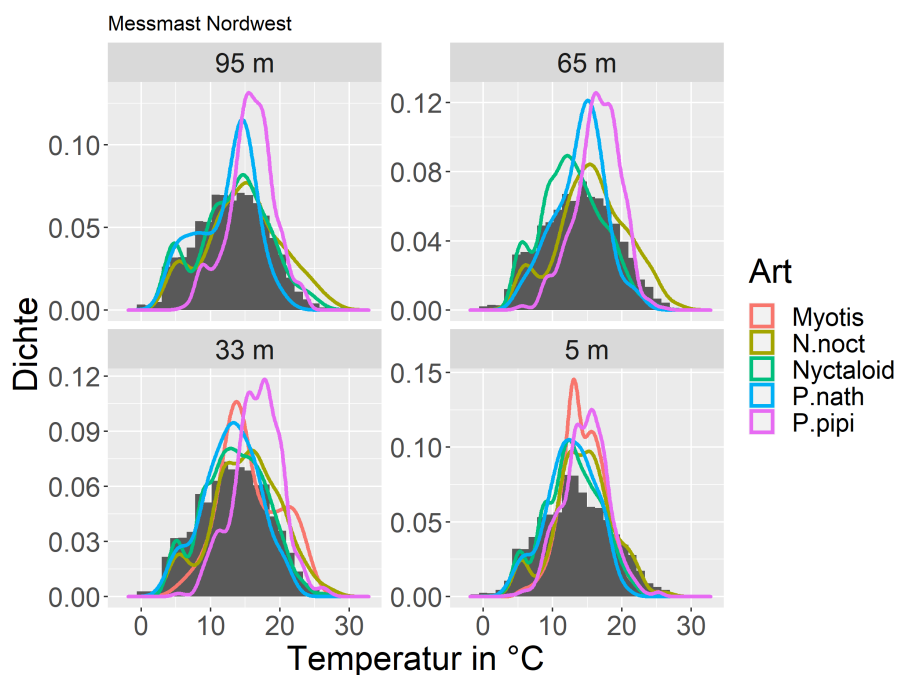 Messmast Nordwest
95 m
65 m
0.10
0.05
0.00
0.12
0.08
0.04
0.00
33 m
5 m
0.12
0.09
0.06
0.03
0.00
0.15
0.10
0.05
0.00
0 10 20 30
0 10 20 30
Temperatur in °C
Dichte
Art
Myotis
N.noct
Nyctaloid
P.nath
P.pipi